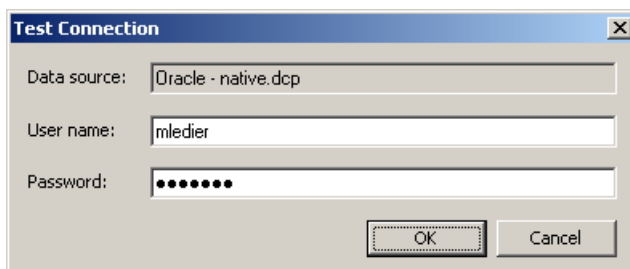 Test Connection
Data source: Oracle - native.dcp
User name: mledier
Password: •••••••
OK Cancel